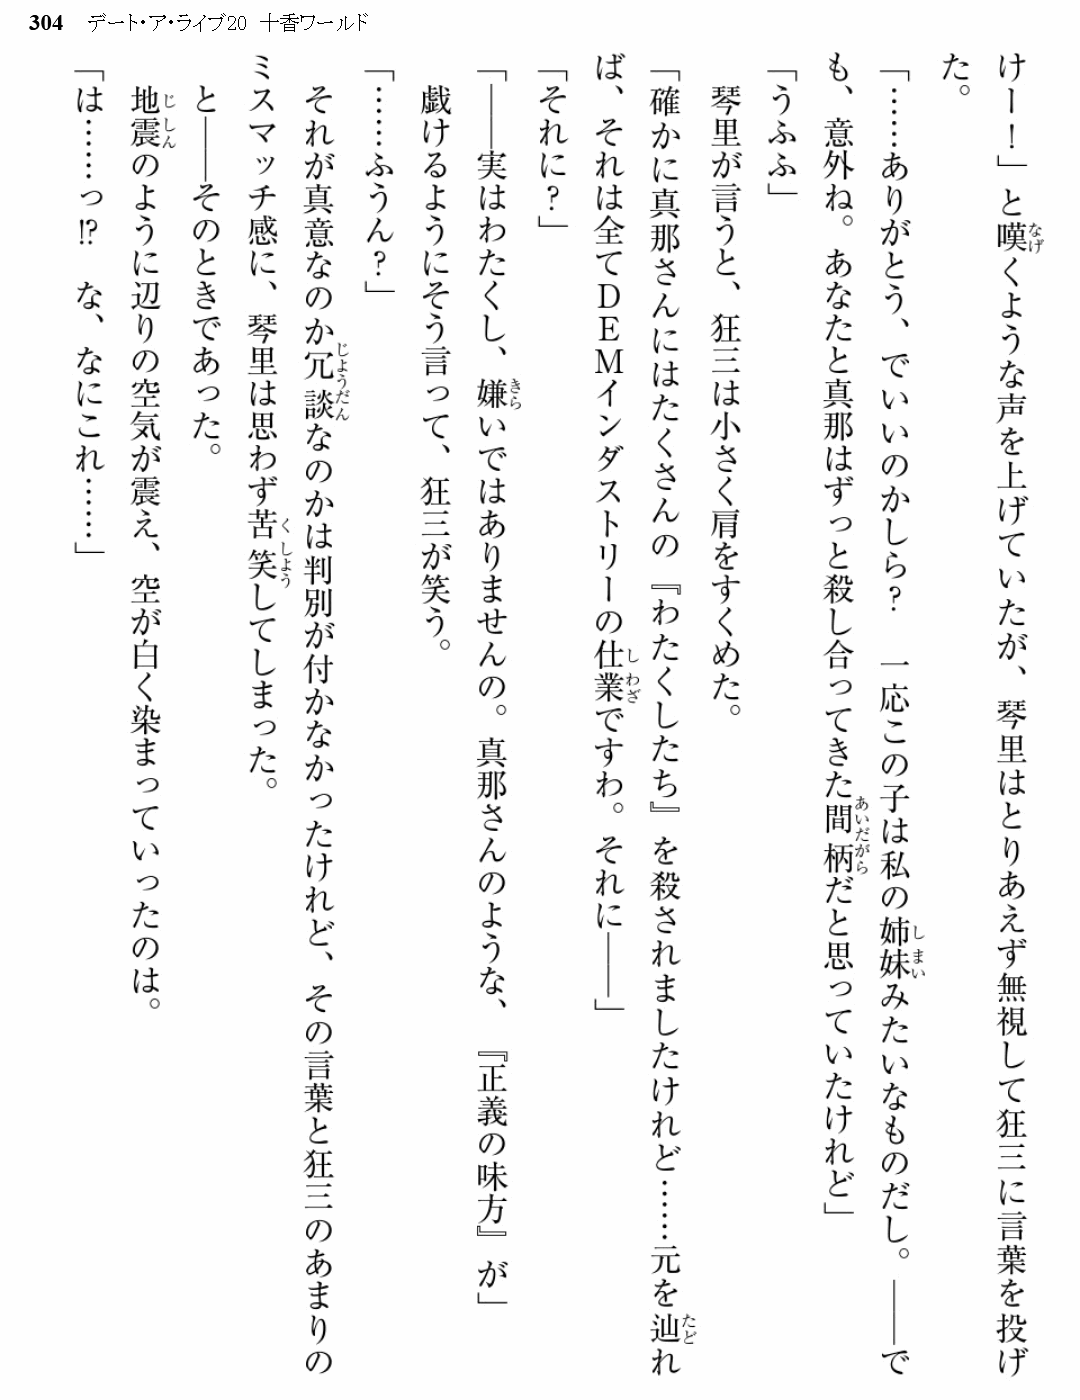 304 デート・ア・ライブ20 十香ワールド
けー！」と嘆くような声を上げていたが、琴里はとりあえず無視して狂三に言葉を投げ
た。
「……ありがとう、でいいのかしら？　一応この子は私の姉妹みたいなものだし。――で
も、意外ね。あなたと真那はずっと殺し合ってきた間柄だと思っていたけれど」
「うふふ」
琴里が言うと、狂三は小さく肩をすくめた。
「確かに真那さんにはたくさんの『わたくしたち』を殺されましたけれど……元を辿れ
ば、それは全てＤＥＭインダストリーの仕業ですわ。それに――」
「それに？」
「――実はわたくし、嫌いではありませんの。真那さんのような、『正義の味方』が」
戯けるようにそう言って、狂三が笑う。
「……ふうん？」
それが真意なのか冗談なのかは判別が付かなかったけれど、その言葉と狂三のあまりの
ミスマッチ感に、琴里は思わず苦笑してしまった。
と――そのときであった。
地震のように辺りの空気が震え、空が白く染まっていったのは。
「は……っ!?　な、なにこれ……」